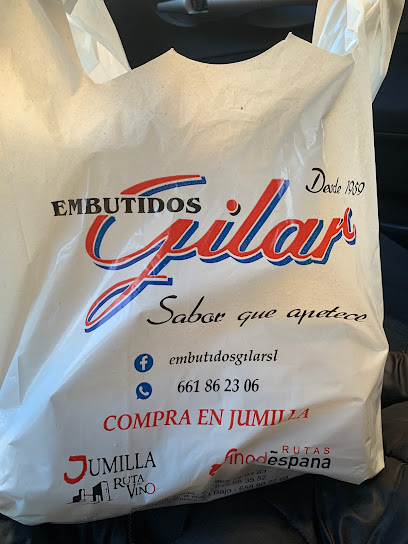 Desde 1989
EMBUTIDOS
Gilar
Sabor que apetece
embutidosgilarsl
661 86 23 06
COMPRA EN JUMILLA
JUMILLA
RUTA
VINO
RUTAS
vinodespana